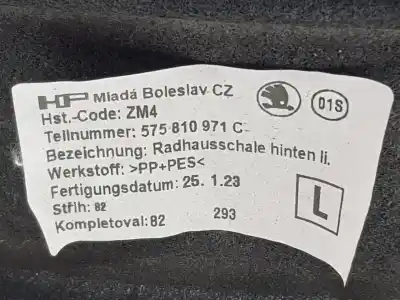 HP Mladá Boleslav CZ
01S
Hst.-Code: ZM4
Teilnummer: 575 810 971 C
Bezeichnung: Radhausschale hinten li.
Werkstoff: >PP+PES<
Fertigungsdatum: 25. 1.23
Stflh: 82
Kompletoval: 82 293
L